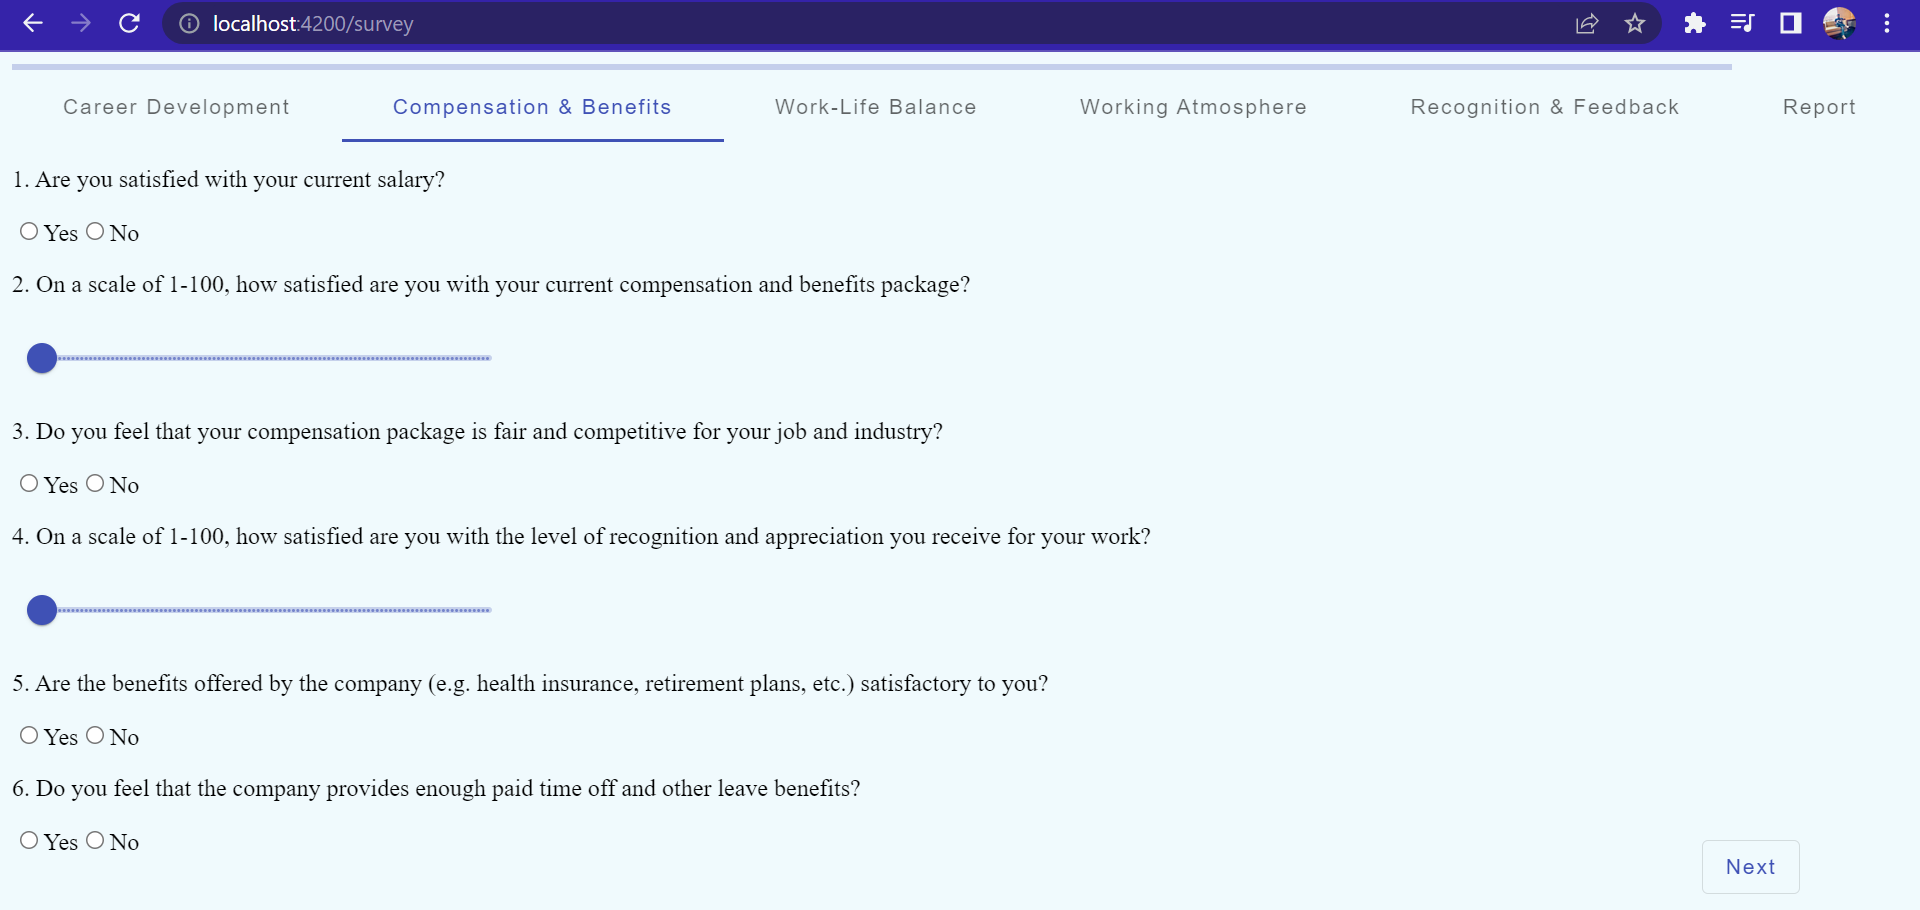 localhost:4200/survey
Career Development Compensation & Benefits Work-Life Balance Working Atmosphere Recognition & Feedback Report
1. Are you satisfied with your current salary?
Yes No
2. On a scale of 1-100, how satisfied are you with your current compensation and benefits package?
3. Do you feel that your compensation package is fair and competitive for your job and industry?
Yes No
4. On a scale of 1-100, how satisfied are you with the level of recognition and appreciation you receive for your work?
5. Are the benefits offered by the company (e.g. health insurance, retirement plans, etc.) satisfactory to you?
Yes No
6. Do you feel that the company provides enough paid time off and other leave benefits?
Yes No
Next